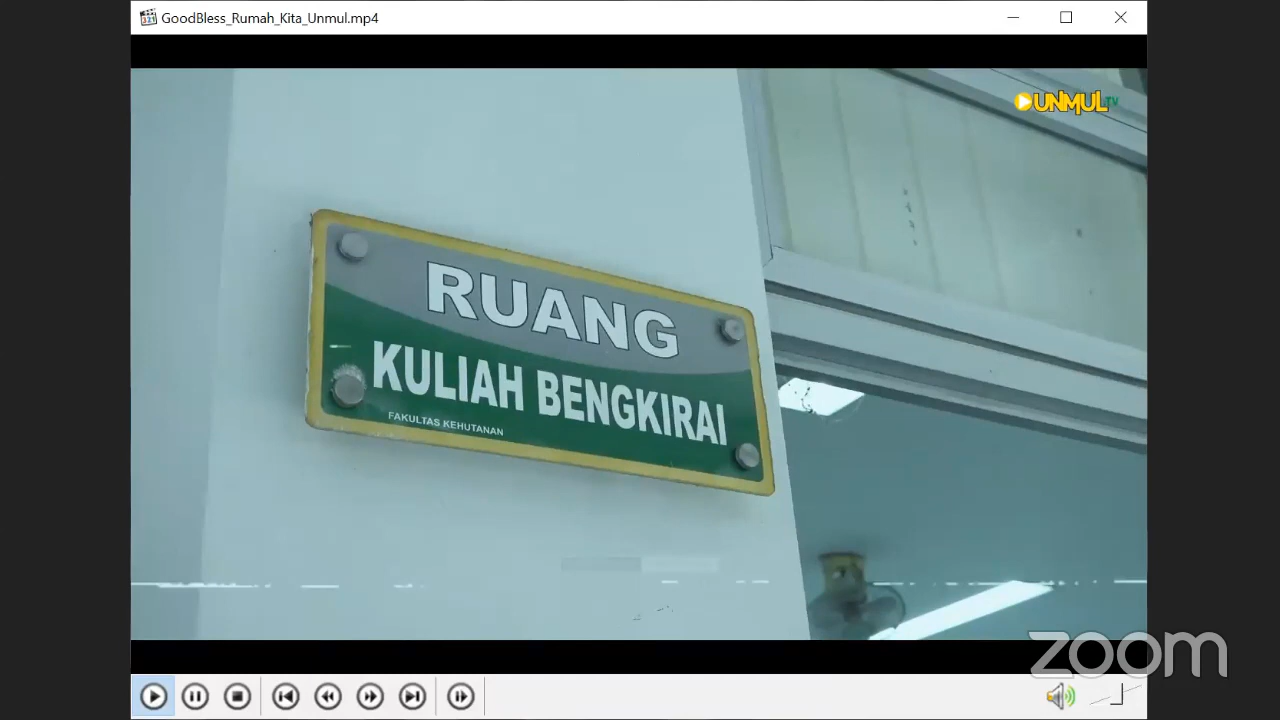 GoodBless_Rumah_Kita_Unmul.mp4
UNMUL TV
RUANG
KULIAH BENGKIRAI
FAKULTAS KEHUTANAN
zoom